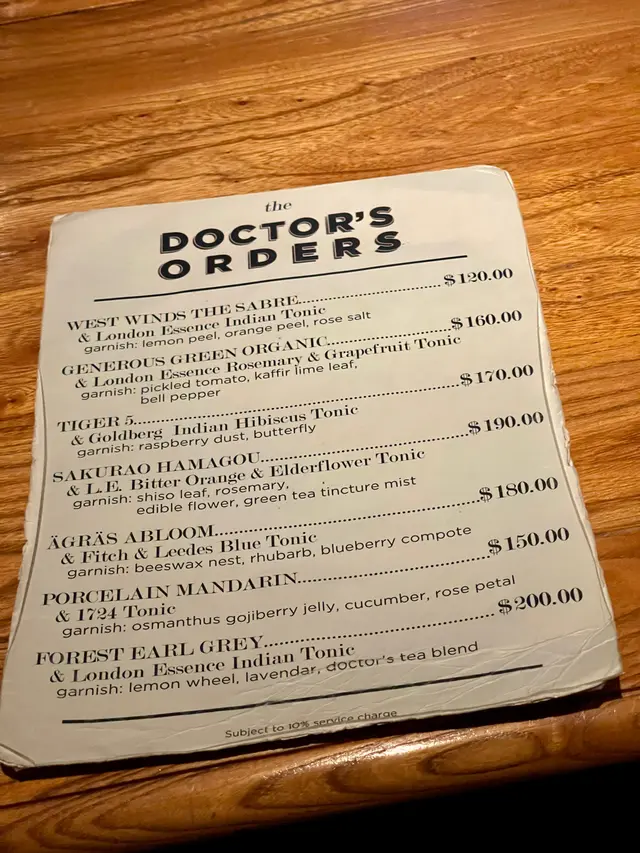 the
DOCTOR'S
ORDERS
WEST WINDS THE SABRE..............................$120.00
& London Essence Indian Tonic
garnish: lemon peel, orange peel, rose salt
GENEROUS GREEN ORGANIC..........................$160.00
& London Essence Rosemary & Grapefruit Tonic
garnish: pickled tomato, kaffir lime leaf,
bell pepper
TIGER 5............................................................$170.00
& Goldberg Indian Hibiscus Tonic
garnish: raspberry dust, butterfly
SAKURAO HAMAGOU........................................$190.00
& L.E. Bitter Orange & Elderflower Tonic
garnish: shiso leaf, rosemary,
edible flower, green tea tincture mist
ÄGRÄS ABLOOM................................................$180.00
& Fitch & Leedes Blue Tonic
garnish: beeswax nest, rhubarb, blueberry compote
PORCELAIN MANDARIN.....................................$150.00
& 1724 Tonic
garnish: osmanthus gojiberry jelly, cucumber, rose petal
FOREST EARL GREY..........................................$200.00
& London Essence Indian Tonic
garnish: lemon wheel, lavendar, doctor's tea blend
Subject to 10% service charge